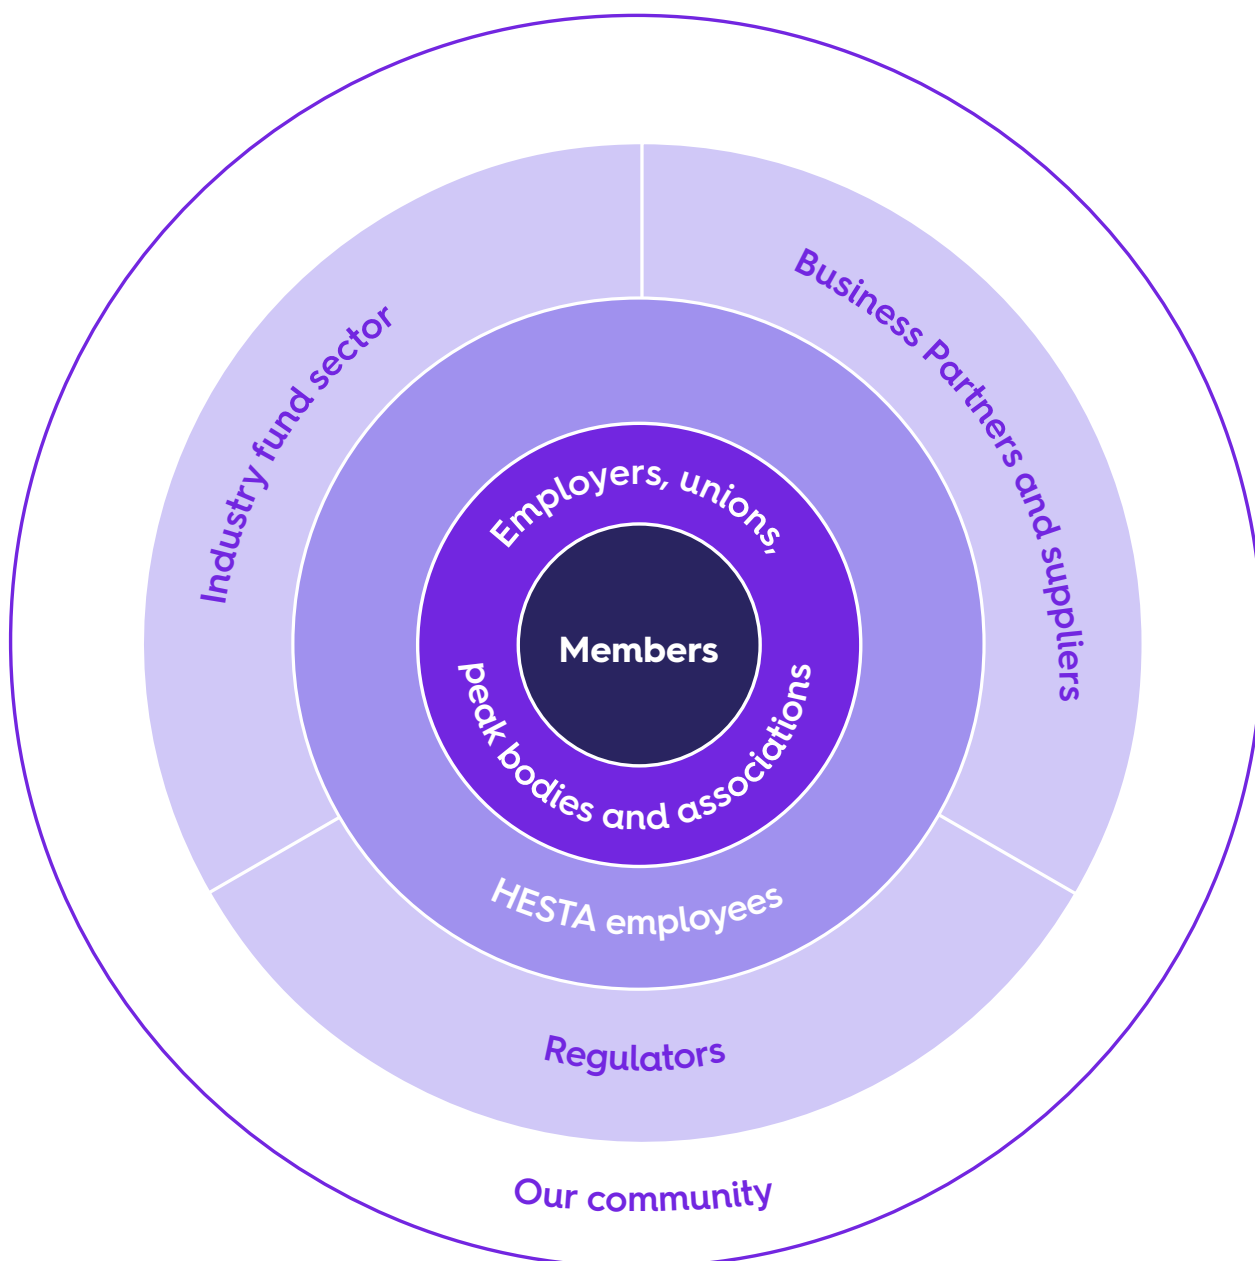 Industry fund sector
Business Partners and suppliers
Employers, unions,
Members
peak bodies and associations
HESTA employees
Regulators
Our community